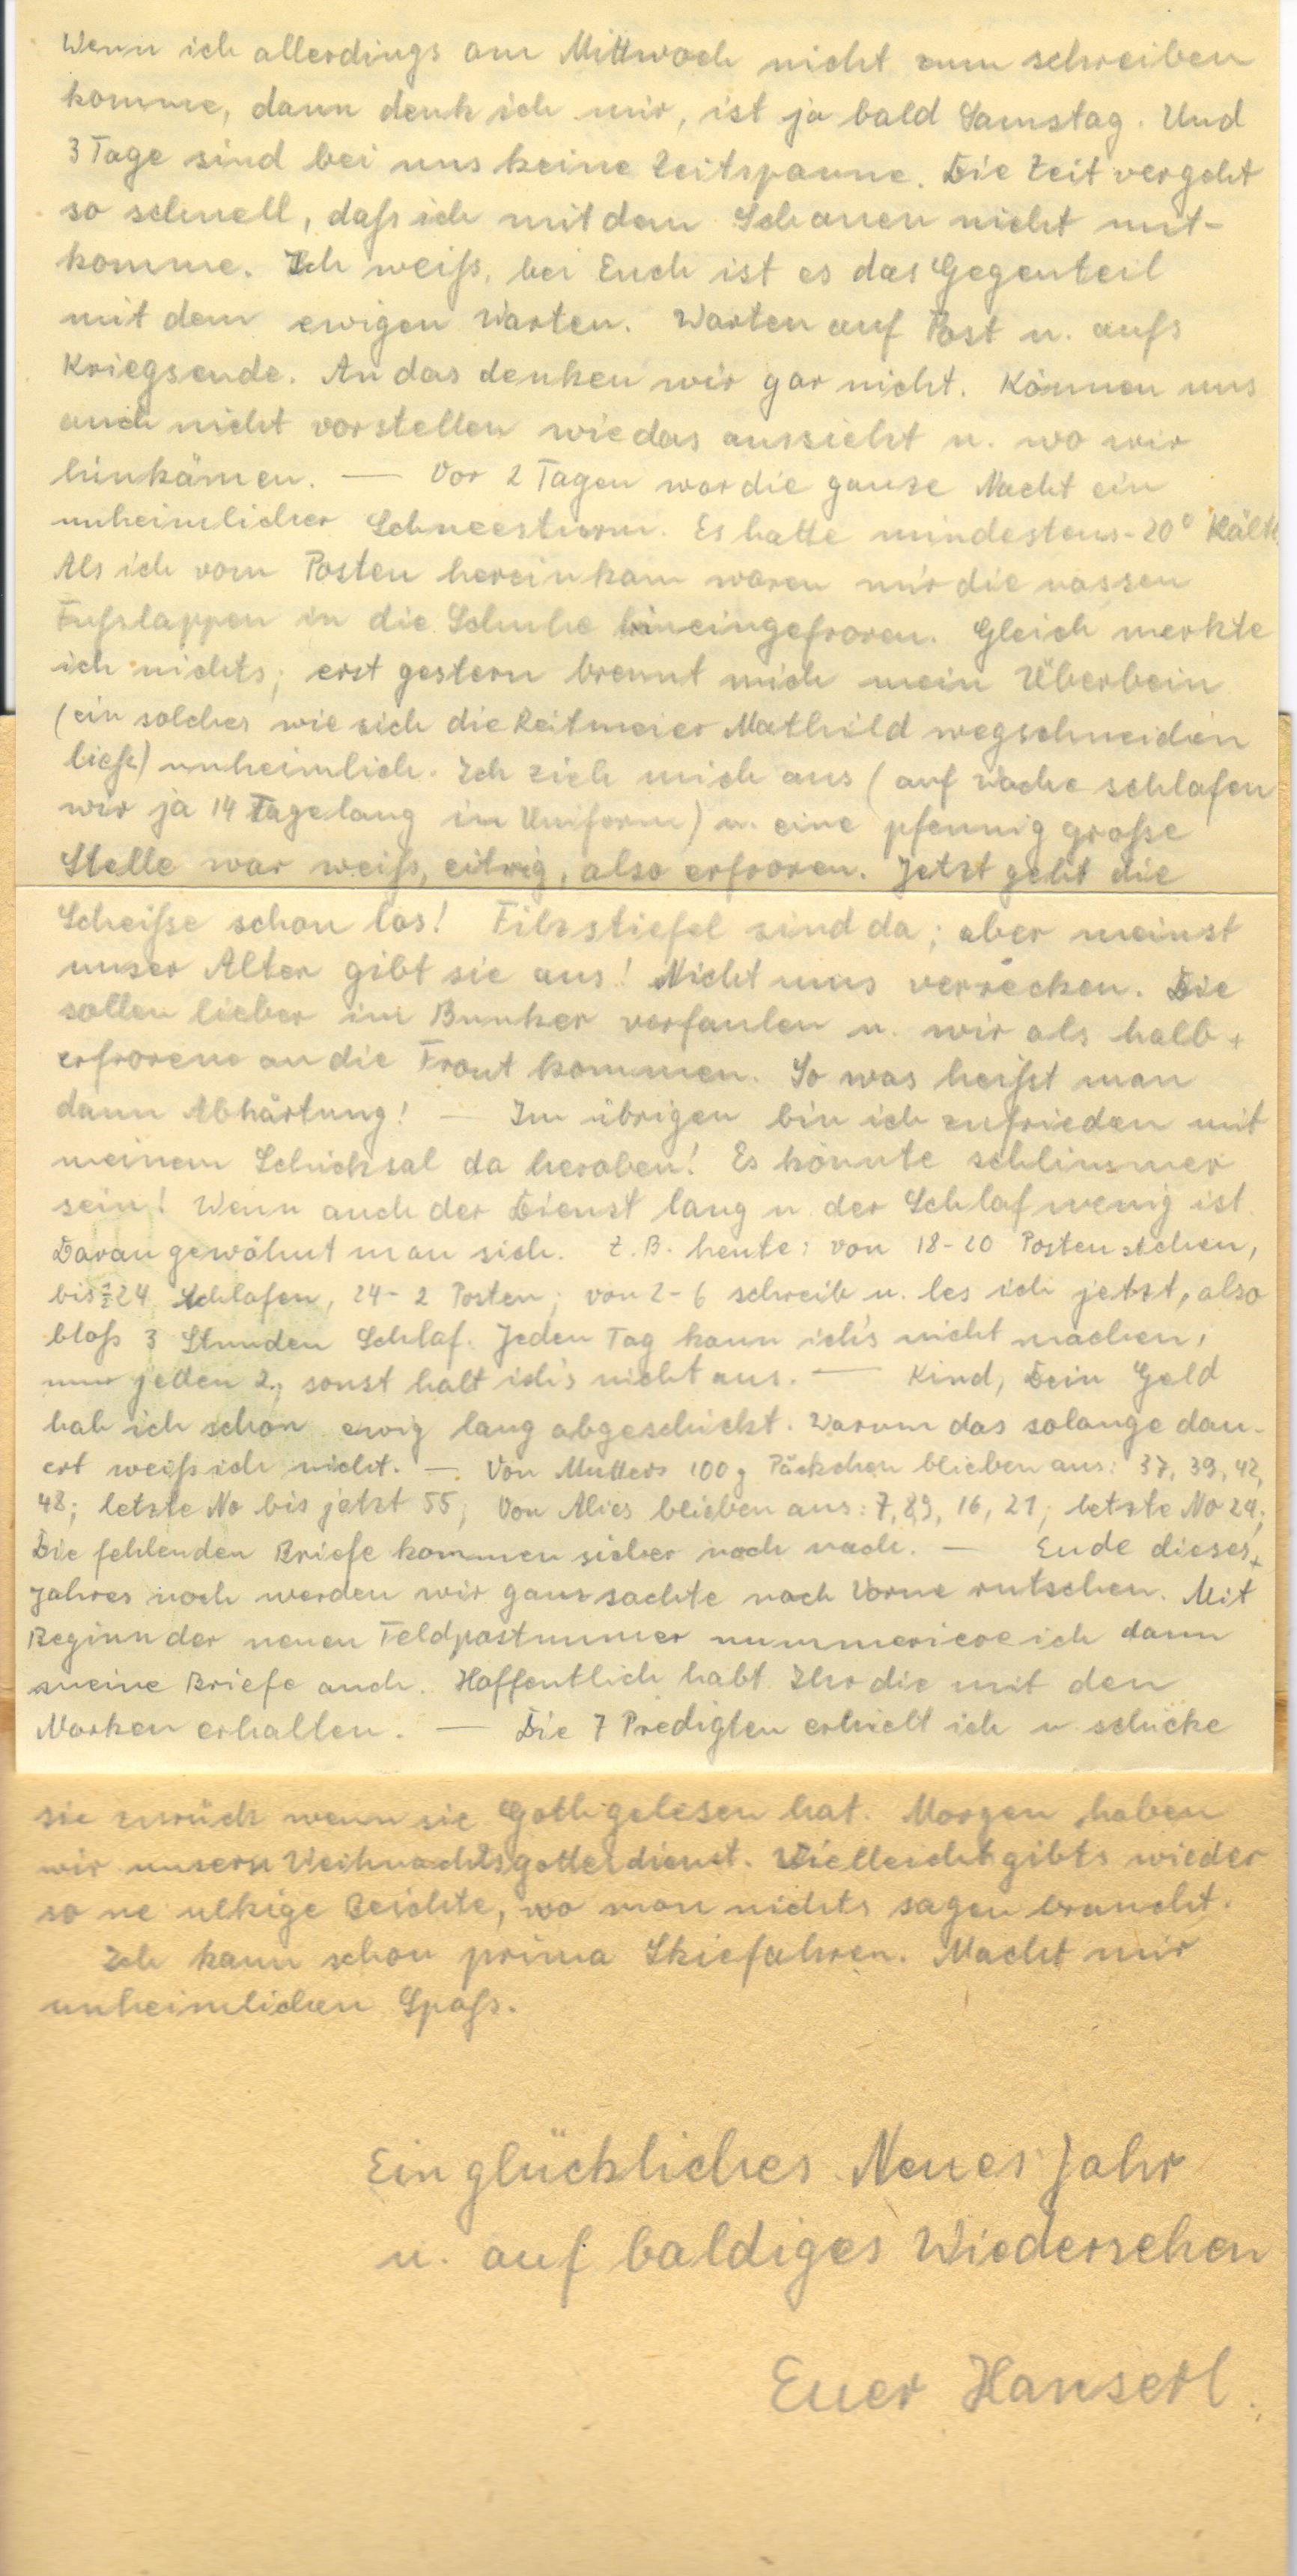 Wenn ich allerdings am Mittwoch nicht zum schreiben
komme, dann denk ich mir, ist ja bald Samstag. Und
3 Tage sind bei uns keine Zeitspanne. Die Zeit vergeht
so schnell, daß ich mit dem Schauen nicht mit-
komme. Ich weiß, bei Euch ist es das Gegenteil
mit dem ewigen Warten. Warten auf Post u. aufs
Kriegsende. An das denken wir gar nicht. Können uns
auch nicht vorstellen wie das aussieht u. wo wir
hinkämen. — Vor 2 Tagen war die ganze Nacht ein
unheimlicher Schneesturm. Es hatte mindestens -20° Kälte.
Als ich vom Posten hereinkam waren mir die nassen
Fußlappen in die Schuhe hineingefroren. Gleich merkte
ich nichts; erst gestern brennt mich mein Überbein
(ein solches wie sich die Reitmeier Mathild wegschneiden
ließ) unheimlich. Ich zieh mich aus (auf Wache schlafen
wir ja 14 Tage lang in Uniform) u. eine pfennig große
Stelle war weiß, eitrig, also erfroren. Jetzt geht die
Scheiße schon los! Filzstiefel sind da; aber meinst
unser Alter gibt sie aus! Nicht ums verrecken. Die
sollen lieber im Bunker verfaulen u. wir als halb
erfrorene an die Front kommen. So was heißt man
dann Abhärtung! — Im übrigen bin ich zufrieden mit
meinem Schicksal da heroben! Es könnte schlimmer
sein! Wenn auch der Dienst lang u. der Schlaf wenig ist.
Daran gewöhnt man sich. Z.B. heute: von 18-20 Posten stehen,
bis ½24 schlafen, 24-2 Posten; von 2-6 schreib u. les ich jetzt, also
bloß 3 Stunden Schlaf. Jeden Tag kann ich's nicht machen,
nur jeden 2., sonst halt ich's nicht aus. — Kind, Dein Geld
hab ich schon ewig lang abgeschickt. Warum das solange dau-
ert weiß ich nicht. — Von Mutters 100 g Päckchen blieben aus: 37, 39, 42,
48; letzte No bis jetzt 55; Von Alies blieben aus: 7, 8, 9, 16, 21; letzte No 24;
Die fehlenden Briefe kommen sicher noch nach. — Ende dieses
Jahres noch werden wir ganz sachte nach Vorne rutschen. Mit
Beginn der neuen Feldpostnummer nummeriere ich dann
meine Briefe auch. Hoffentlich habt Ihr die mit den
Marken erhalten. — Die 7 Predigten erhielt ich u. schicke
sie zurück wenn sie Goth gelesen hat. Morgen haben
wir unsern Weihnachtsgottesdienst. Vielleicht gibts wieder
so ne ulkige Beichte, wo man nichts sagen braucht.
Ich kann schon prima Skiefahren. Macht mir
unheimlichen Spaß.
Ein glückliches Neues Jahr
u. auf baldiges Wiedersehen
Euer Hanserl.